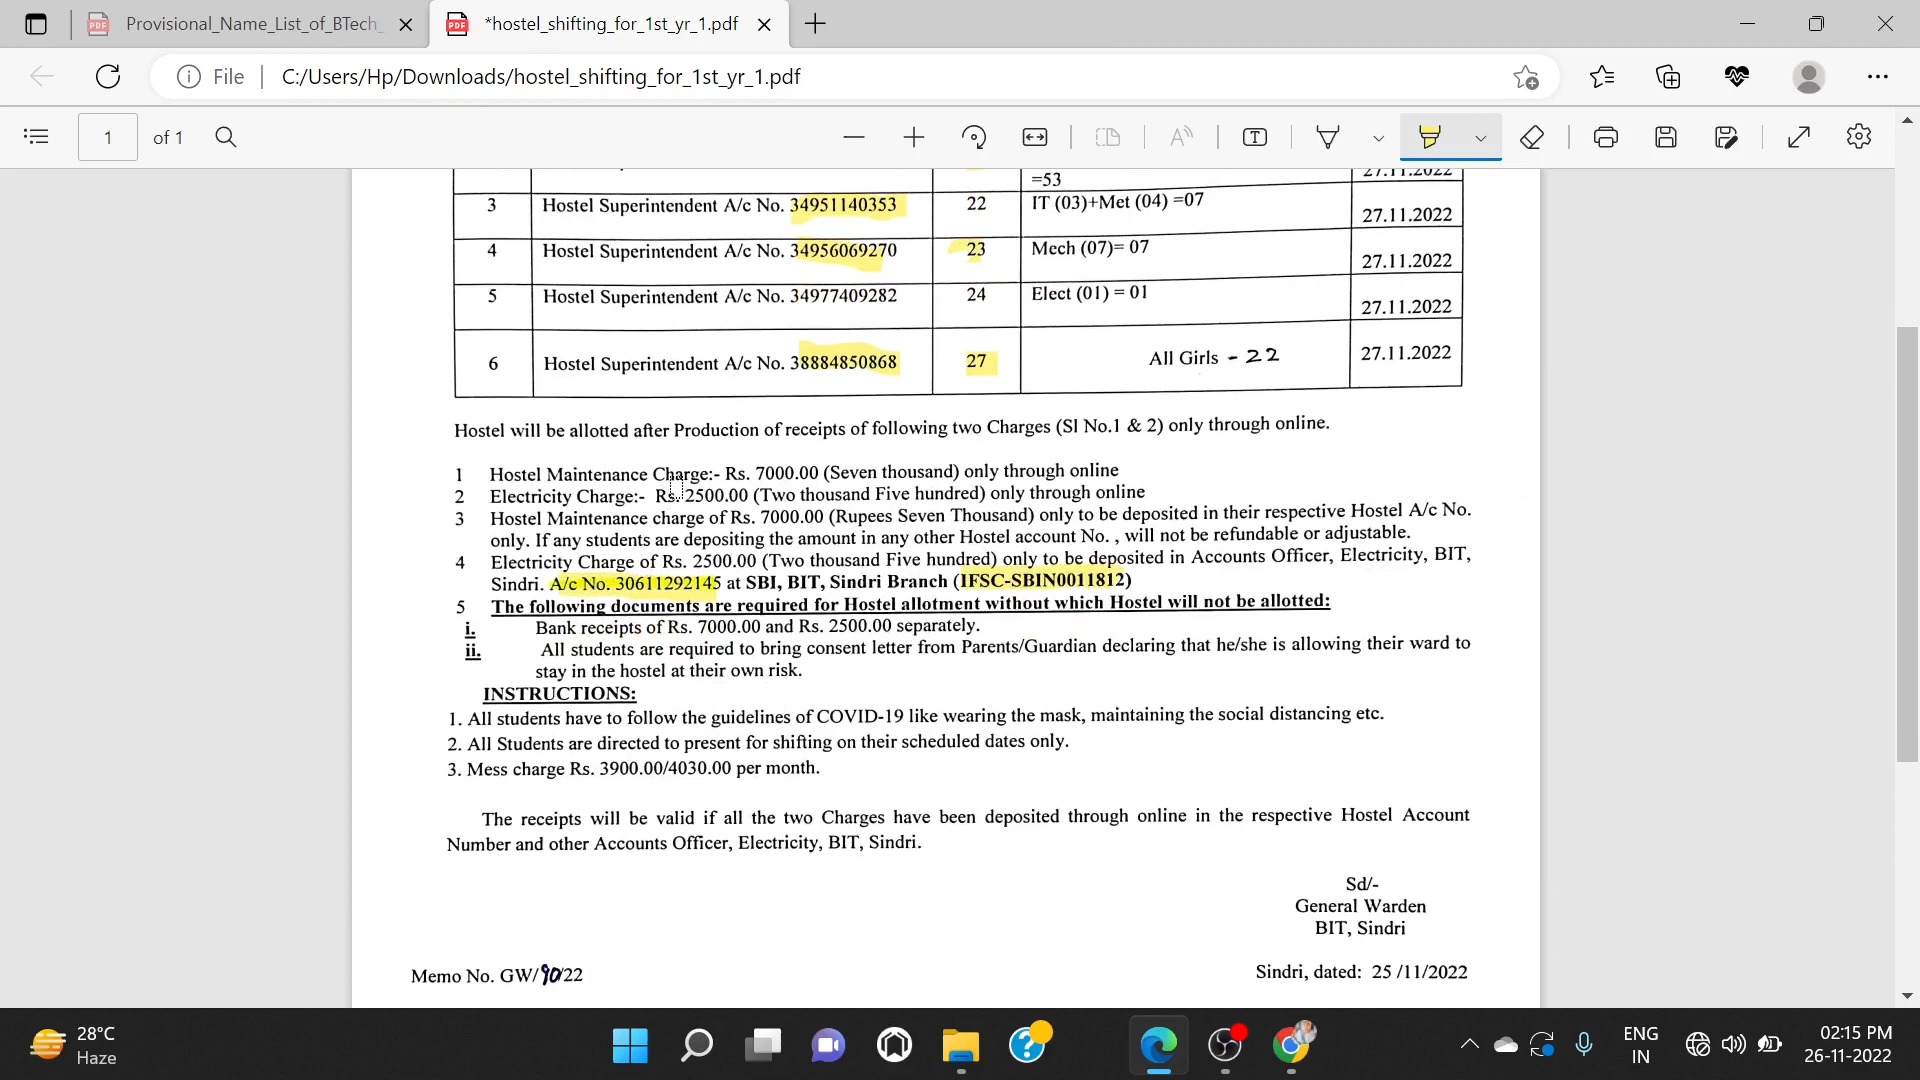 Provisional_Name_List_of_BTech_
*hostel_shifting_for_1st_yr_1.pdf
File
C:/Users/Hp/Downloads/hostel_shifting_for_1st_yr_1.pdf
1 of 1
=53
3 Hostel Superintendent A/c No. 34951140353 22 IT (03)+Met (04) =07 27.11.2022
4 Hostel Superintendent A/c No. 34956069270 23 Mech (07)= 07 27.11.2022
5 Hostel Superintendent A/c No. 34977409282 24 Elect (01) = 01 27.11.2022
6 Hostel Superintendent A/c No. 38884850868 27 All Girls - 22 27.11.2022
Hostel will be allotted after Production of receipts of following two Charges (Sl No.1 & 2) only through online.
1 Hostel Maintenance Charge:- Rs. 7000.00 (Seven thousand) only through online
2 Electricity Charge:- Rs. 2500.00 (Two thousand Five hundred) only through online
3 Hostel Maintenance charge of Rs. 7000.00 (Rupees Seven Thousand) only to be deposited in their respective Hostel A/c No.
only. If any students are depositing the amount in any other Hostel account No. , will not be refundable or adjustable.
4 Electricity Charge of Rs. 2500.00 (Two thousand Five hundred) only to be deposited in Accounts Officer, Electricity, BIT,
Sindri. A/c No. 30611292145 at SBI, BIT, Sindri Branch (IFSC-SBIN0011812)
5 The following documents are required for Hostel allotment without which Hostel will not be allotted:
i. Bank receipts of Rs. 7000.00 and Rs. 2500.00 separately.
ii. All students are required to bring consent letter from Parents/Guardian declaring that he/she is allowing their ward to
stay in the hostel at their own risk.
INSTRUCTIONS:
1. All students have to follow the guidelines of COVID-19 like wearing the mask, maintaining the social distancing etc.
2. All Students are directed to present for shifting on their scheduled dates only.
3. Mess charge Rs. 3900.00/4030.00 per month.
The receipts will be valid if all the two Charges have been deposited through online in the respective Hostel Account
Number and other Accounts Officer, Electricity, BIT, Sindri.
Sd/-
General Warden
BIT, Sindri
Memo No. GW/90/22
Sindri, dated: 25 /11/2022
28°C
Haze
ENG
IN
02:15 PM
26-11-2022